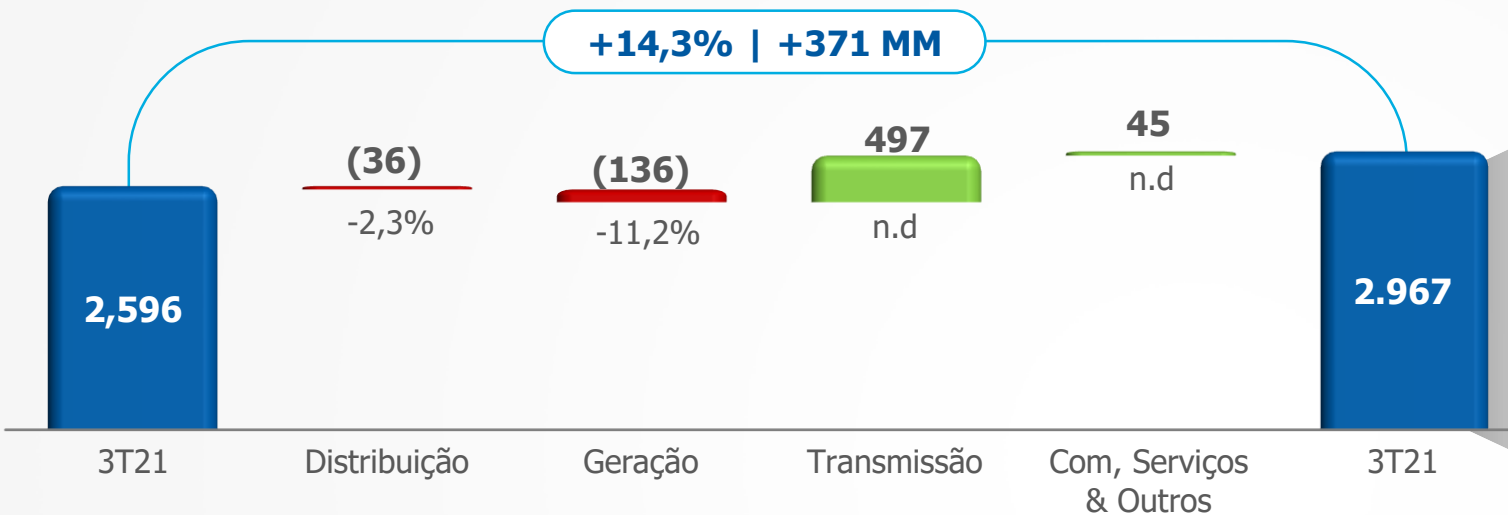 +14,3% | +371 MM
(36)
(136)
497
45
-2,3%
-11,2%
n.d
n.d
2,596
2.967
3T21
Distribuição
Geração
Transmissão
Com, Serviços
& Outros
3T21